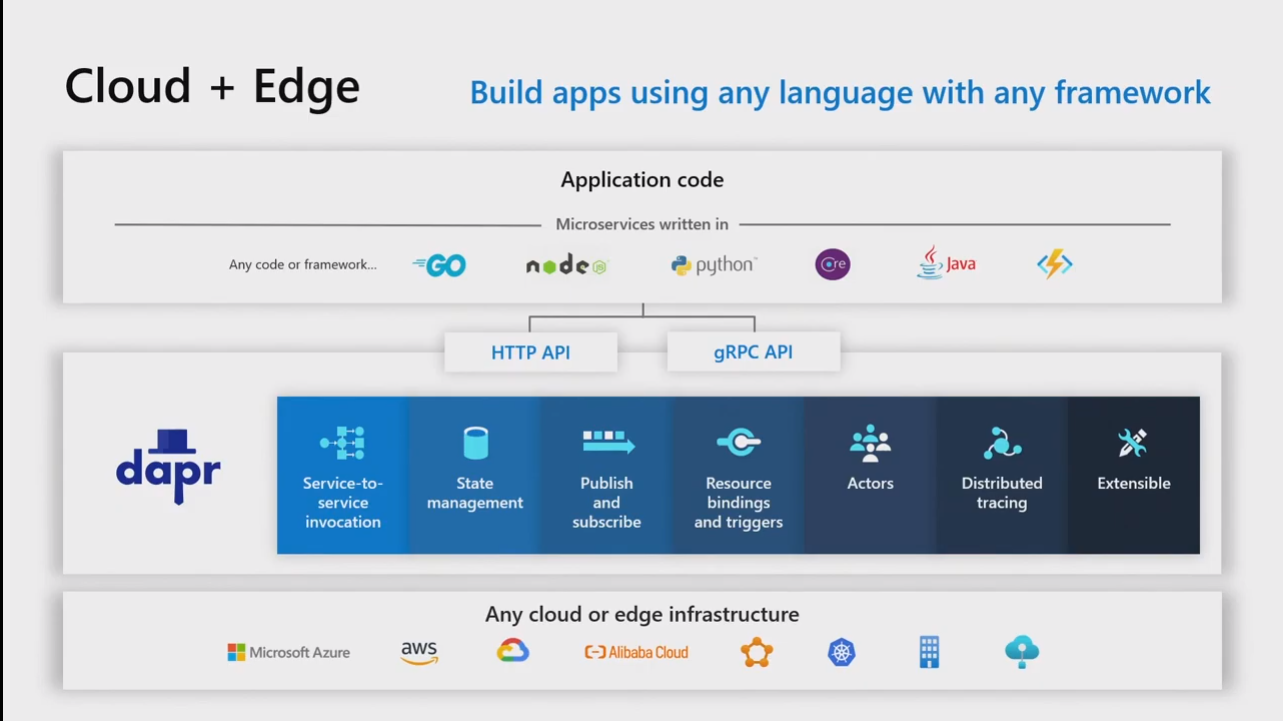 Cloud + Edge
Build apps using any language with any framework
Application code
Microservices written in
Any code or framework...
GO
node
JS
python
Core
Java
HTTP API
gRPC API
dapr
Service-to-
service
invocation
State
management
Publish
and
subscribe
Resource
bindings
and triggers
Actors
Distributed
tracing
Extensible
Any cloud or edge infrastructure
Microsoft Azure
aws
Alibaba Cloud